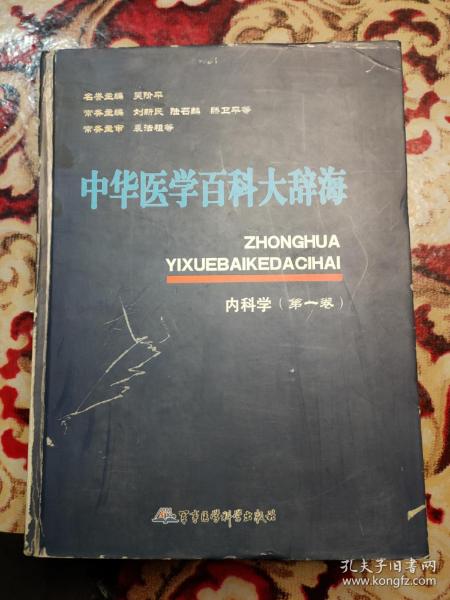 名誉主编 吴阶平
常务主编 刘新民 陆召麟 滕卫平等
常务主审 裘法祖等
中华医学百科大辞海
ZHONGHUA
YIXUEBAIKEDACIHAI
内科学(第一卷)
军事医学科学出版社
孔夫子旧书网
www.kongfz.com